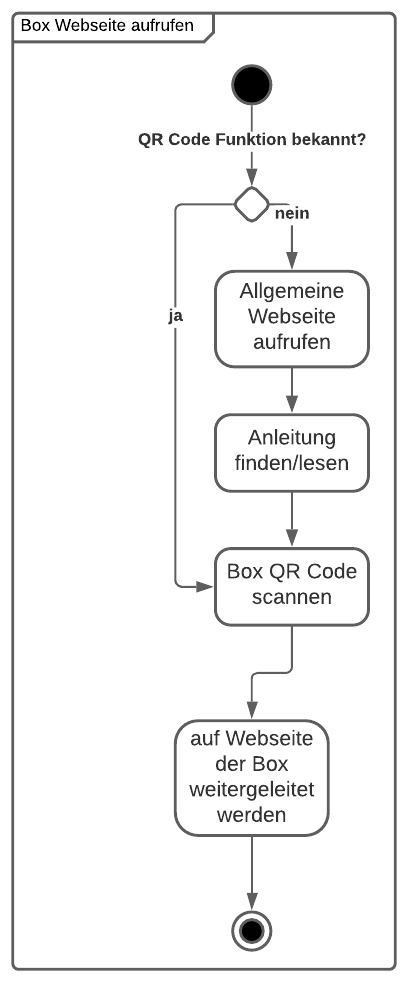 Box Webseite aufrufen
QR Code Funktion bekannt?
nein
Allgemeine
Webseite
aufrufen
ja
Anleitung
finden/lesen
Box QR Code
scannen
auf Webseite
der Box
weitergeleitet
werden